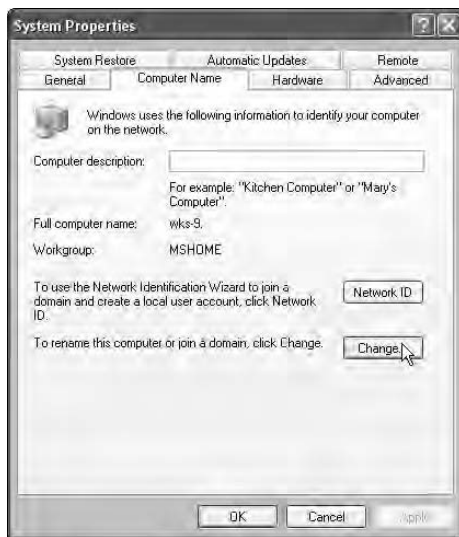 System Properties
System Restore Automatic Updates Remote
General Computer Name Hardware Advanced
Windows uses the following information to identify your computer
on the network.
Computer description:
For example: "Kitchen Computer" or "Mary's
Computer".
Full computer name: wks-9.
Workgroup: MSHOME
To use the Network Identification Wizard to join a
domain and create a local user account, click Network
ID.
Network ID
To rename this computer or join a domain, click Change.
Change...
OK Cancel Apply